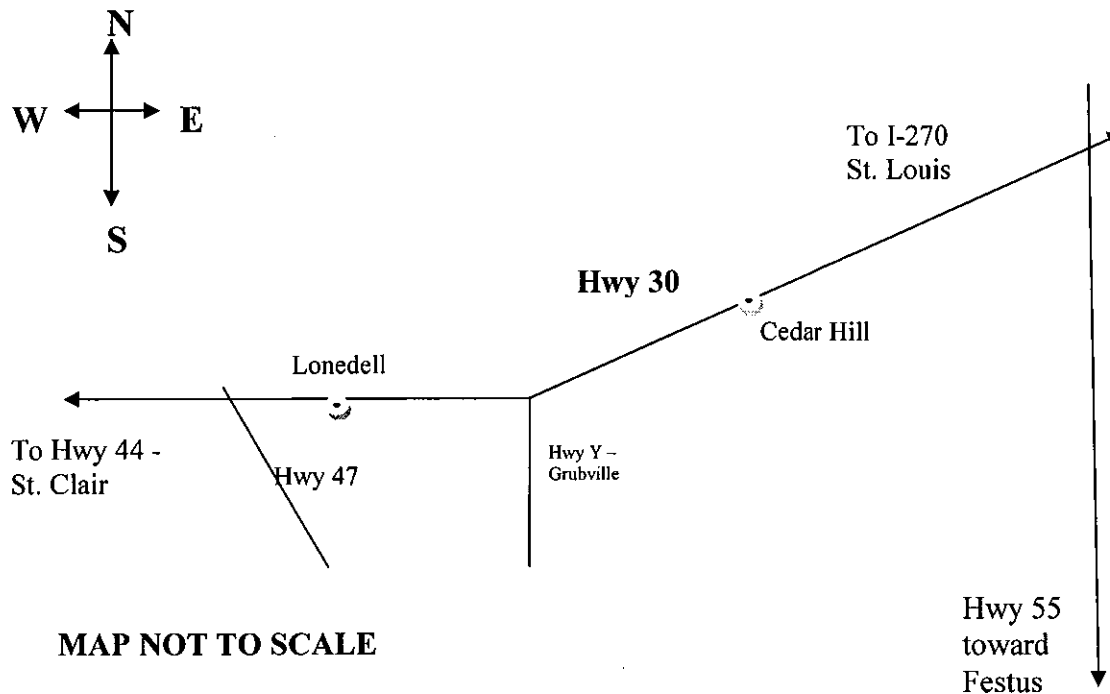 N
W E
S
To I-270
St. Louis
Hwy 30
Cedar Hill
Lonedell
To Hwy 44 -
St. Clair
Hwy 47
Hwy Y –
Grubville
MAP NOT TO SCALE
Hwy 55
toward
Festus